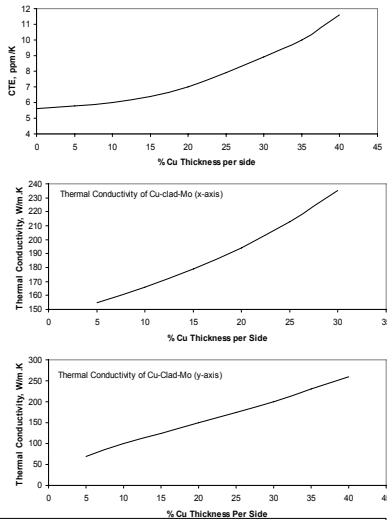 12
11
10
9
8
7
6
5
4
CTE, ppm/K
0 5 10 15 20 25 30 35 40 45
% Cu Thickness per side
240
230
220
210
200
190
180
170
160
150
Thermal Conductivity, W/m.K
Thermal Conductivity of Cu-clad-Mo (x-axis)
0 5 10 15 20 25 30 35
% Cu Thickness per Side
300
250
200
150
100
50
0
Thermal Conductivity, W/m.K
Thermal Conductivity of Cu-Clad-Mo (y-axis)
0 5 10 15 20 25 30 35 40
% Cu Thickness Per Side